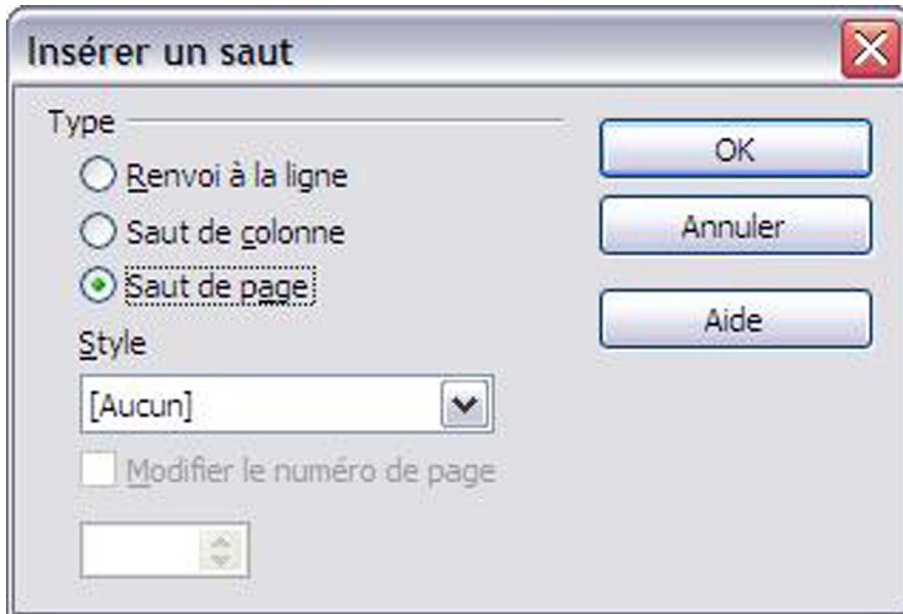 Insérer un saut
Type
Renvoi à la ligne
Saut de colonne
Saut de page
Style
[Aucun]
Modifier le numéro de page
OK
Annuler
Aide